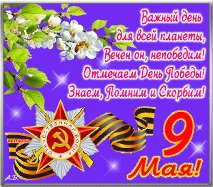 Важный день
для всей планеты,
Вечен он, непобедим!
Отмечаем День Победы!
Знаем, Помним и Скорбим!
9
Мая!